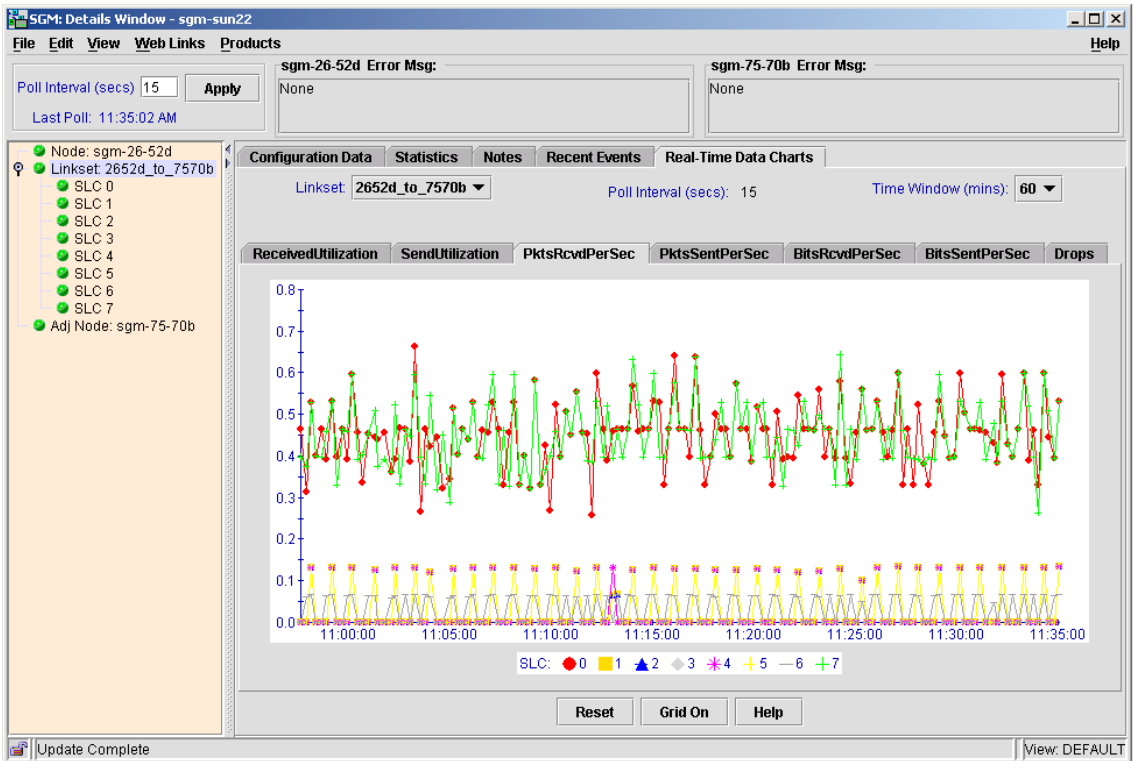 SGM: Details Window - sgm-sun22
File Edit View Web Links Products Help
Poll Interval (secs) 15 Apply
Last Poll: 11:35:02 AM
sgm-26-52d Error Msg:
None
sgm-75-70b Error Msg:
None
Node: sgm-26-52d
Linkset: 2652d_to_7570b
SLC 0
SLC 1
SLC 2
SLC 3
SLC 4
SLC 5
SLC 6
SLC 7
Adj Node: sgm-75-70b
Configuration Data Statistics Notes Recent Events Real-Time Data Charts
Linkset: 2652d_to_7570b Poll Interval (secs): 15 Time Window (mins): 60
ReceivedUtilization SendUtilization PktsRcvdPerSec PktsSentPerSec BitsRcvdPerSec BitsSentPerSec Drops
0.8
0.7
0.6
0.5
0.4
0.3
0.2
0.1
0.0
11:00:00 11:05:00 11:10:00 11:15:00 11:20:00 11:25:00 11:30:00 11:35:00
SLC: 0 1 2 3 4 5 6 7
Reset Grid On Help
Update Complete View: DEFAULT